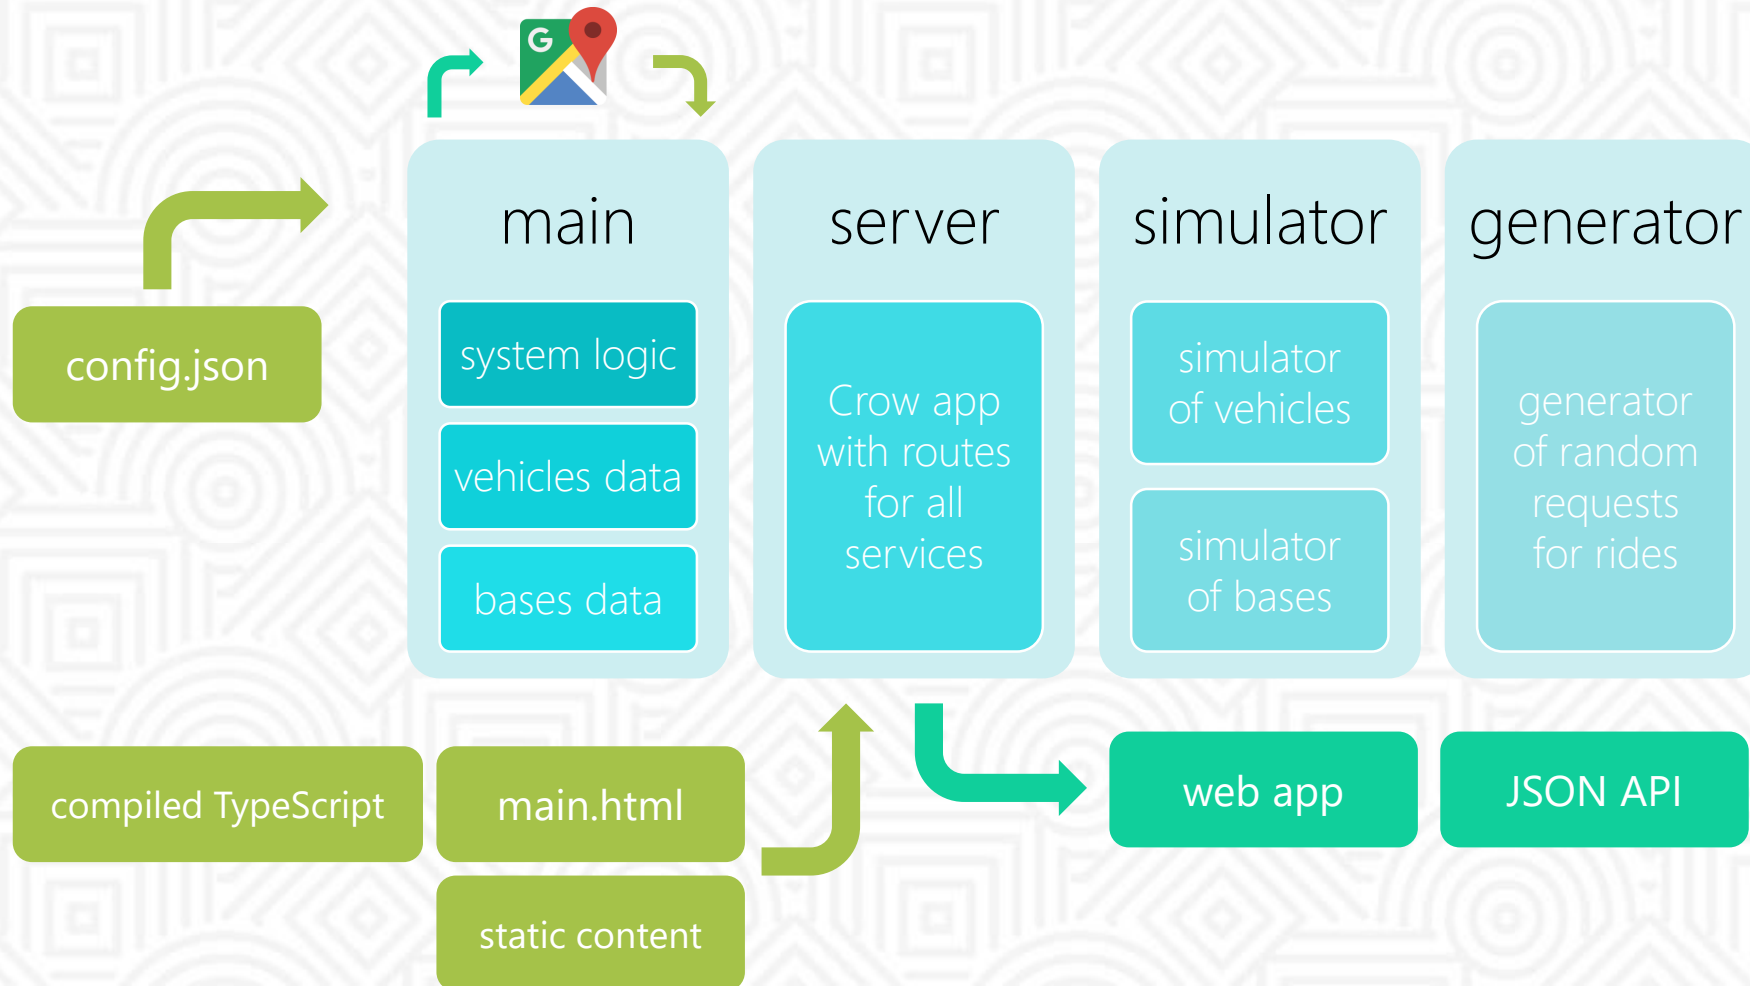 G
main
server
simulator
generator
config.json
system logic
vehicles data
bases data
Crow app
with routes
for all
services
simulator
of vehicles
simulator
of bases
generator
of random
requests
for rides
compiled TypeScript
main.html
static content
web app
JSON API